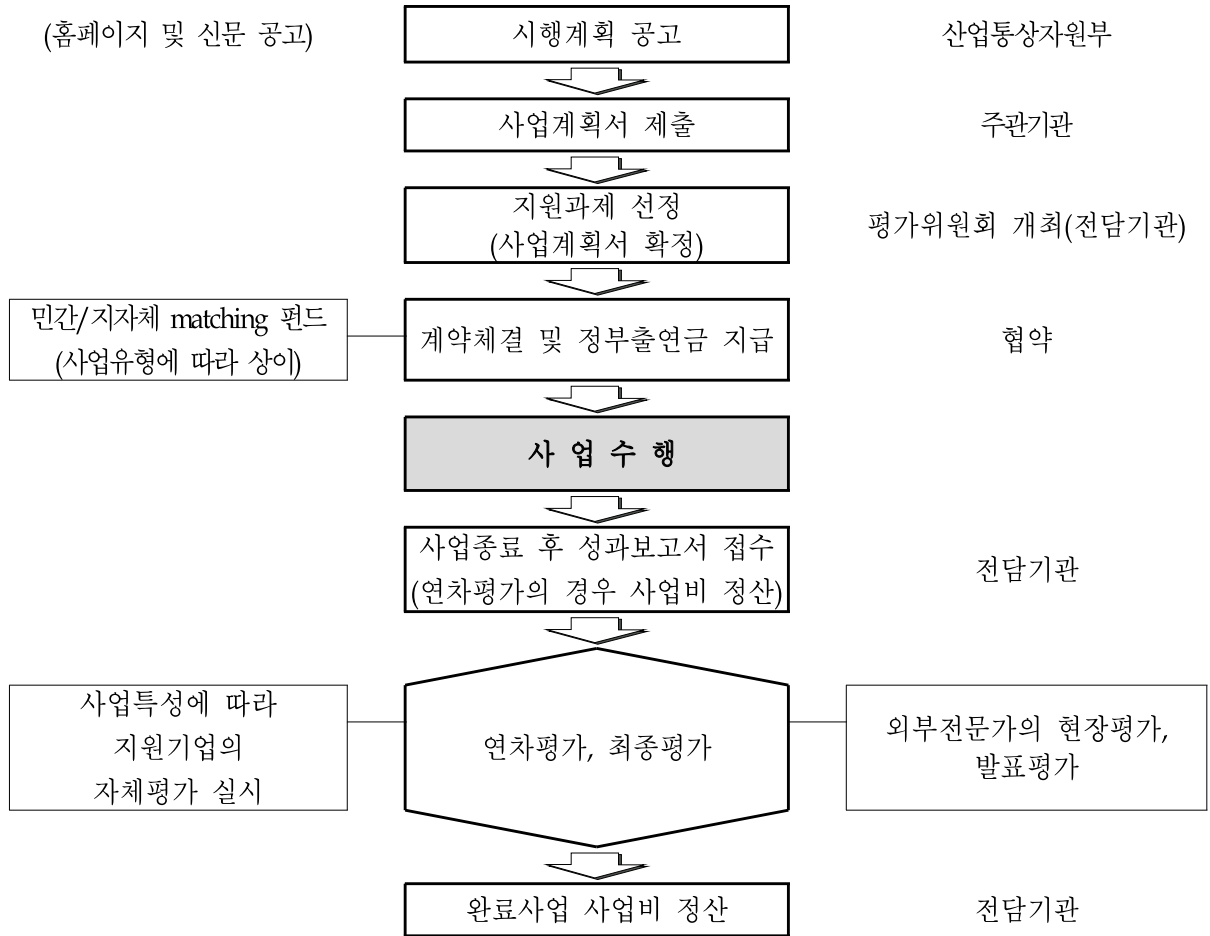 (홈페이지 및 신문 공고)
시행계획 공고
산업통상자원부
사업계획서 제출
주관기관
지원과제 선정
(사업계획서 확정)
평가위원회 개최(전담기관)
민간/지자체 matching 펀드
(사업유형에 따라 상이)
계약체결 및 정부출연금 지급
협약
사 업 수 행
사업종료 후 성과보고서 접수
(연차평가의 경우 사업비 정산)
전담기관
사업특성에 따라
지원기업의
자체평가 실시
연차평가, 최종평가
외부전문가의 현장평가,
발표평가
완료사업 사업비 정산
전담기관